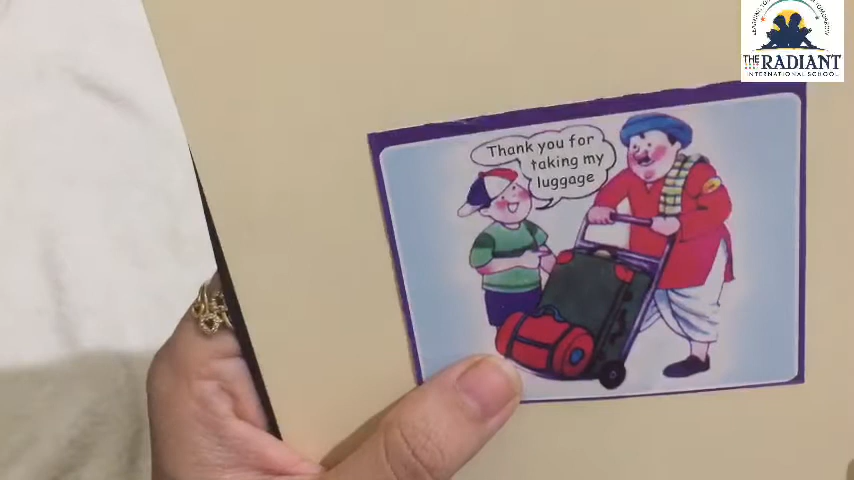 THE RADIANT
INTERNATIONAL SCHOOL
Thank you for
taking my
luggage